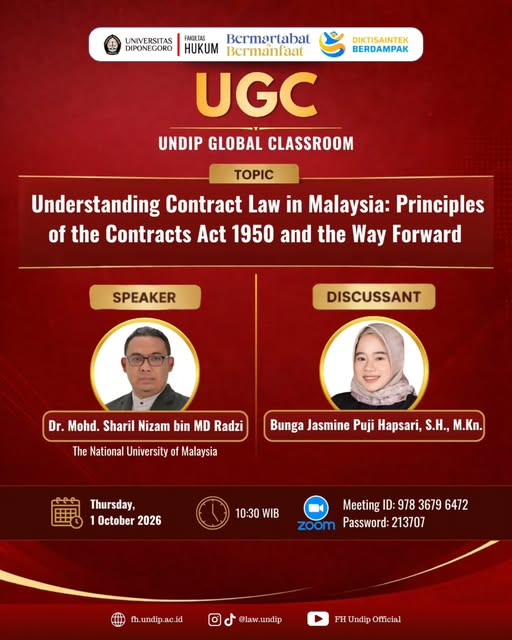 UNIVERSITAS
DIPONEGORO
FAKULTAS
HUKUM
Bermartabat
Bermanfaat
DIKTISAINTEK
BERDAMPAK
UGC
UNDIP GLOBAL CLASSROOM
TOPIC
Understanding Contract Law in Malaysia: Principles
of the Contracts Act 1950 and the Way Forward
SPEAKER
DISCUSSANT
Dr. Mohd. Sharil Nizam bin MD Radzi
The National University of Malaysia
Bunga Jasmine Puji Hapsari, S.H., M.Kn.
Thursday,
1 October 2026
10:30 WIB
zoom
Meeting ID: 978 3679 6472
Password: 213707
fh.undip.ac.id
@law.undip
FH Undip Official